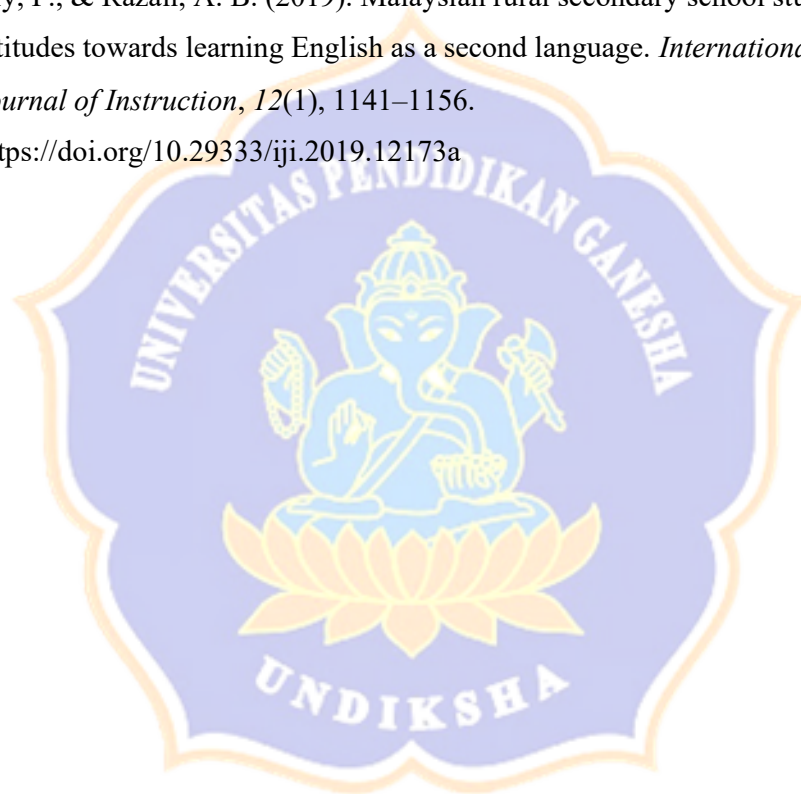 y, F., & Razali, A. B. (2019). Malaysian rural secondary school stu
titudes towards learning English as a second language. Internationa
urnal of Instruction, 12(1), 1141–1156.
tps://doi.org/10.29333/iji.2019.12173a
UNIVERSITAS PENDIDIKAN GANESHA
UNDIKSHA